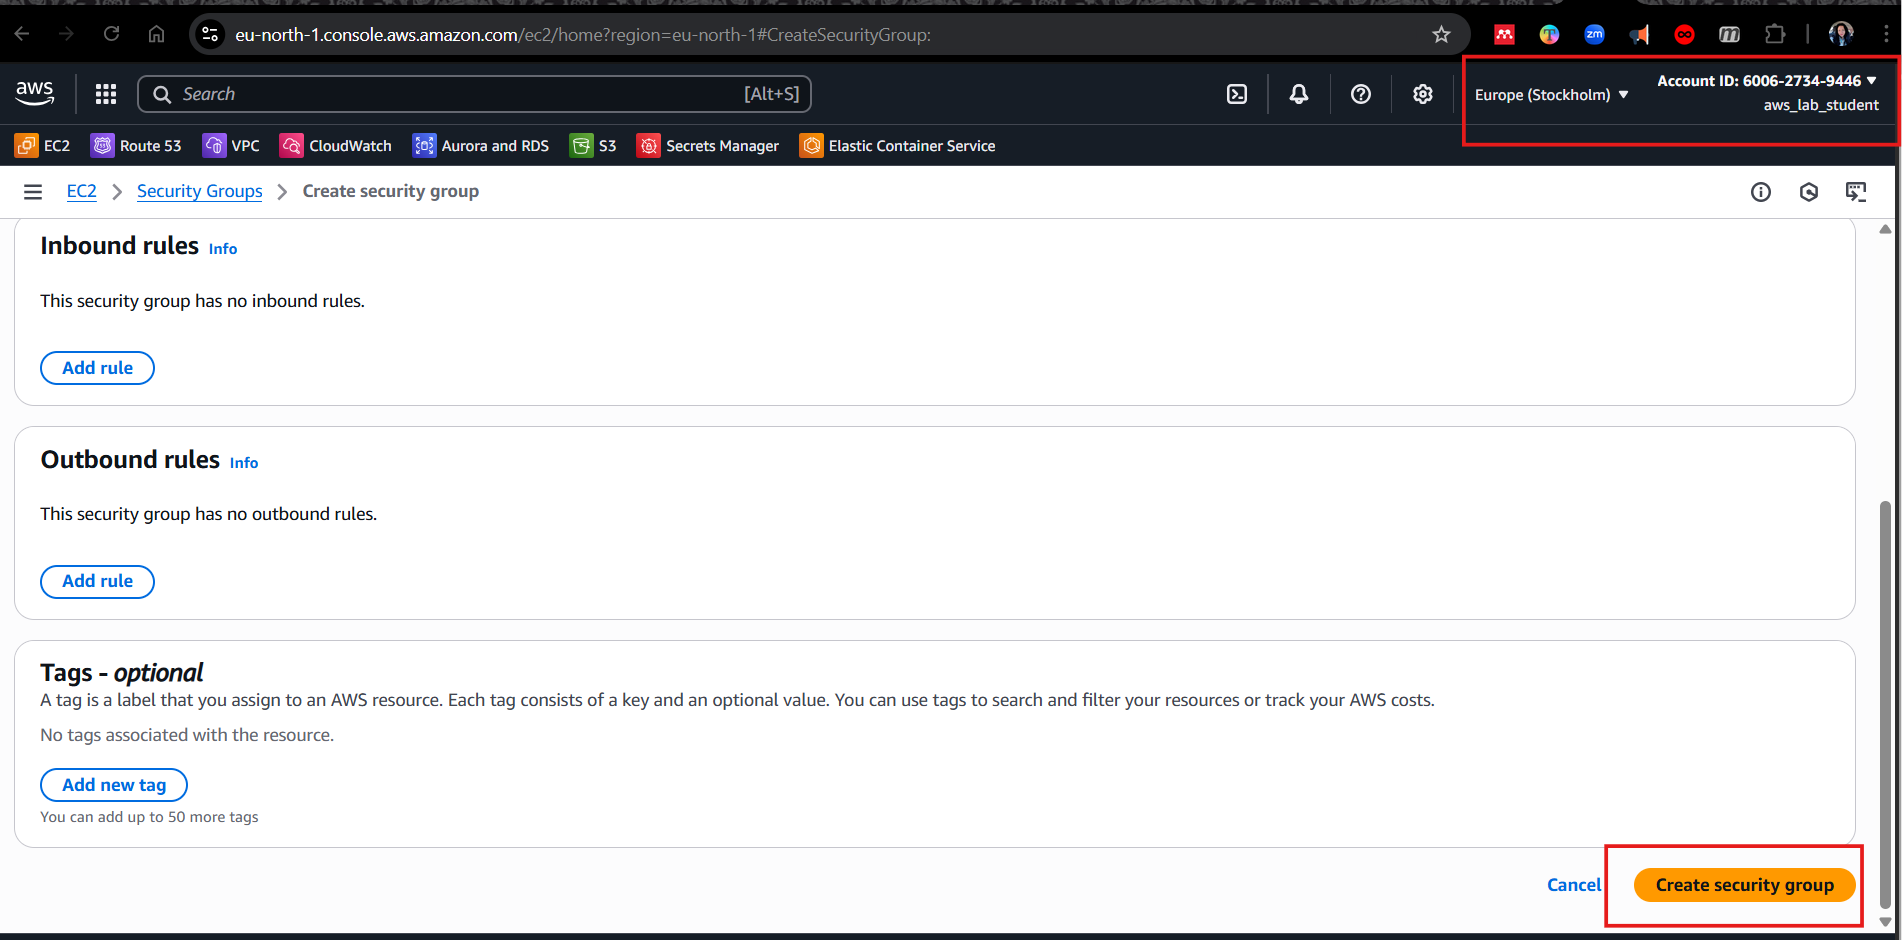 eu-north-1.console.aws.amazon.com/ec2/home?region=eu-north-1#CreateSecurityGroup:
zm
m
aws
Search
[Alt+S]
Europe (Stockholm)
Account ID: 6006-2734-9446
aws_lab_student
EC2
Route 53
VPC
CloudWatch
Aurora and RDS
S3
Secrets Manager
Elastic Container Service
EC2
Security Groups
Create security group
Inbound rules Info
This security group has no inbound rules.
Add rule
Outbound rules Info
This security group has no outbound rules.
Add rule
Tags - optional
A tag is a label that you assign to an AWS resource. Each tag consists of a key and an optional value. You can use tags to search and filter your resources or track your AWS costs.
No tags associated with the resource.
Add new tag
You can add up to 50 more tags
Cancel
Create security group